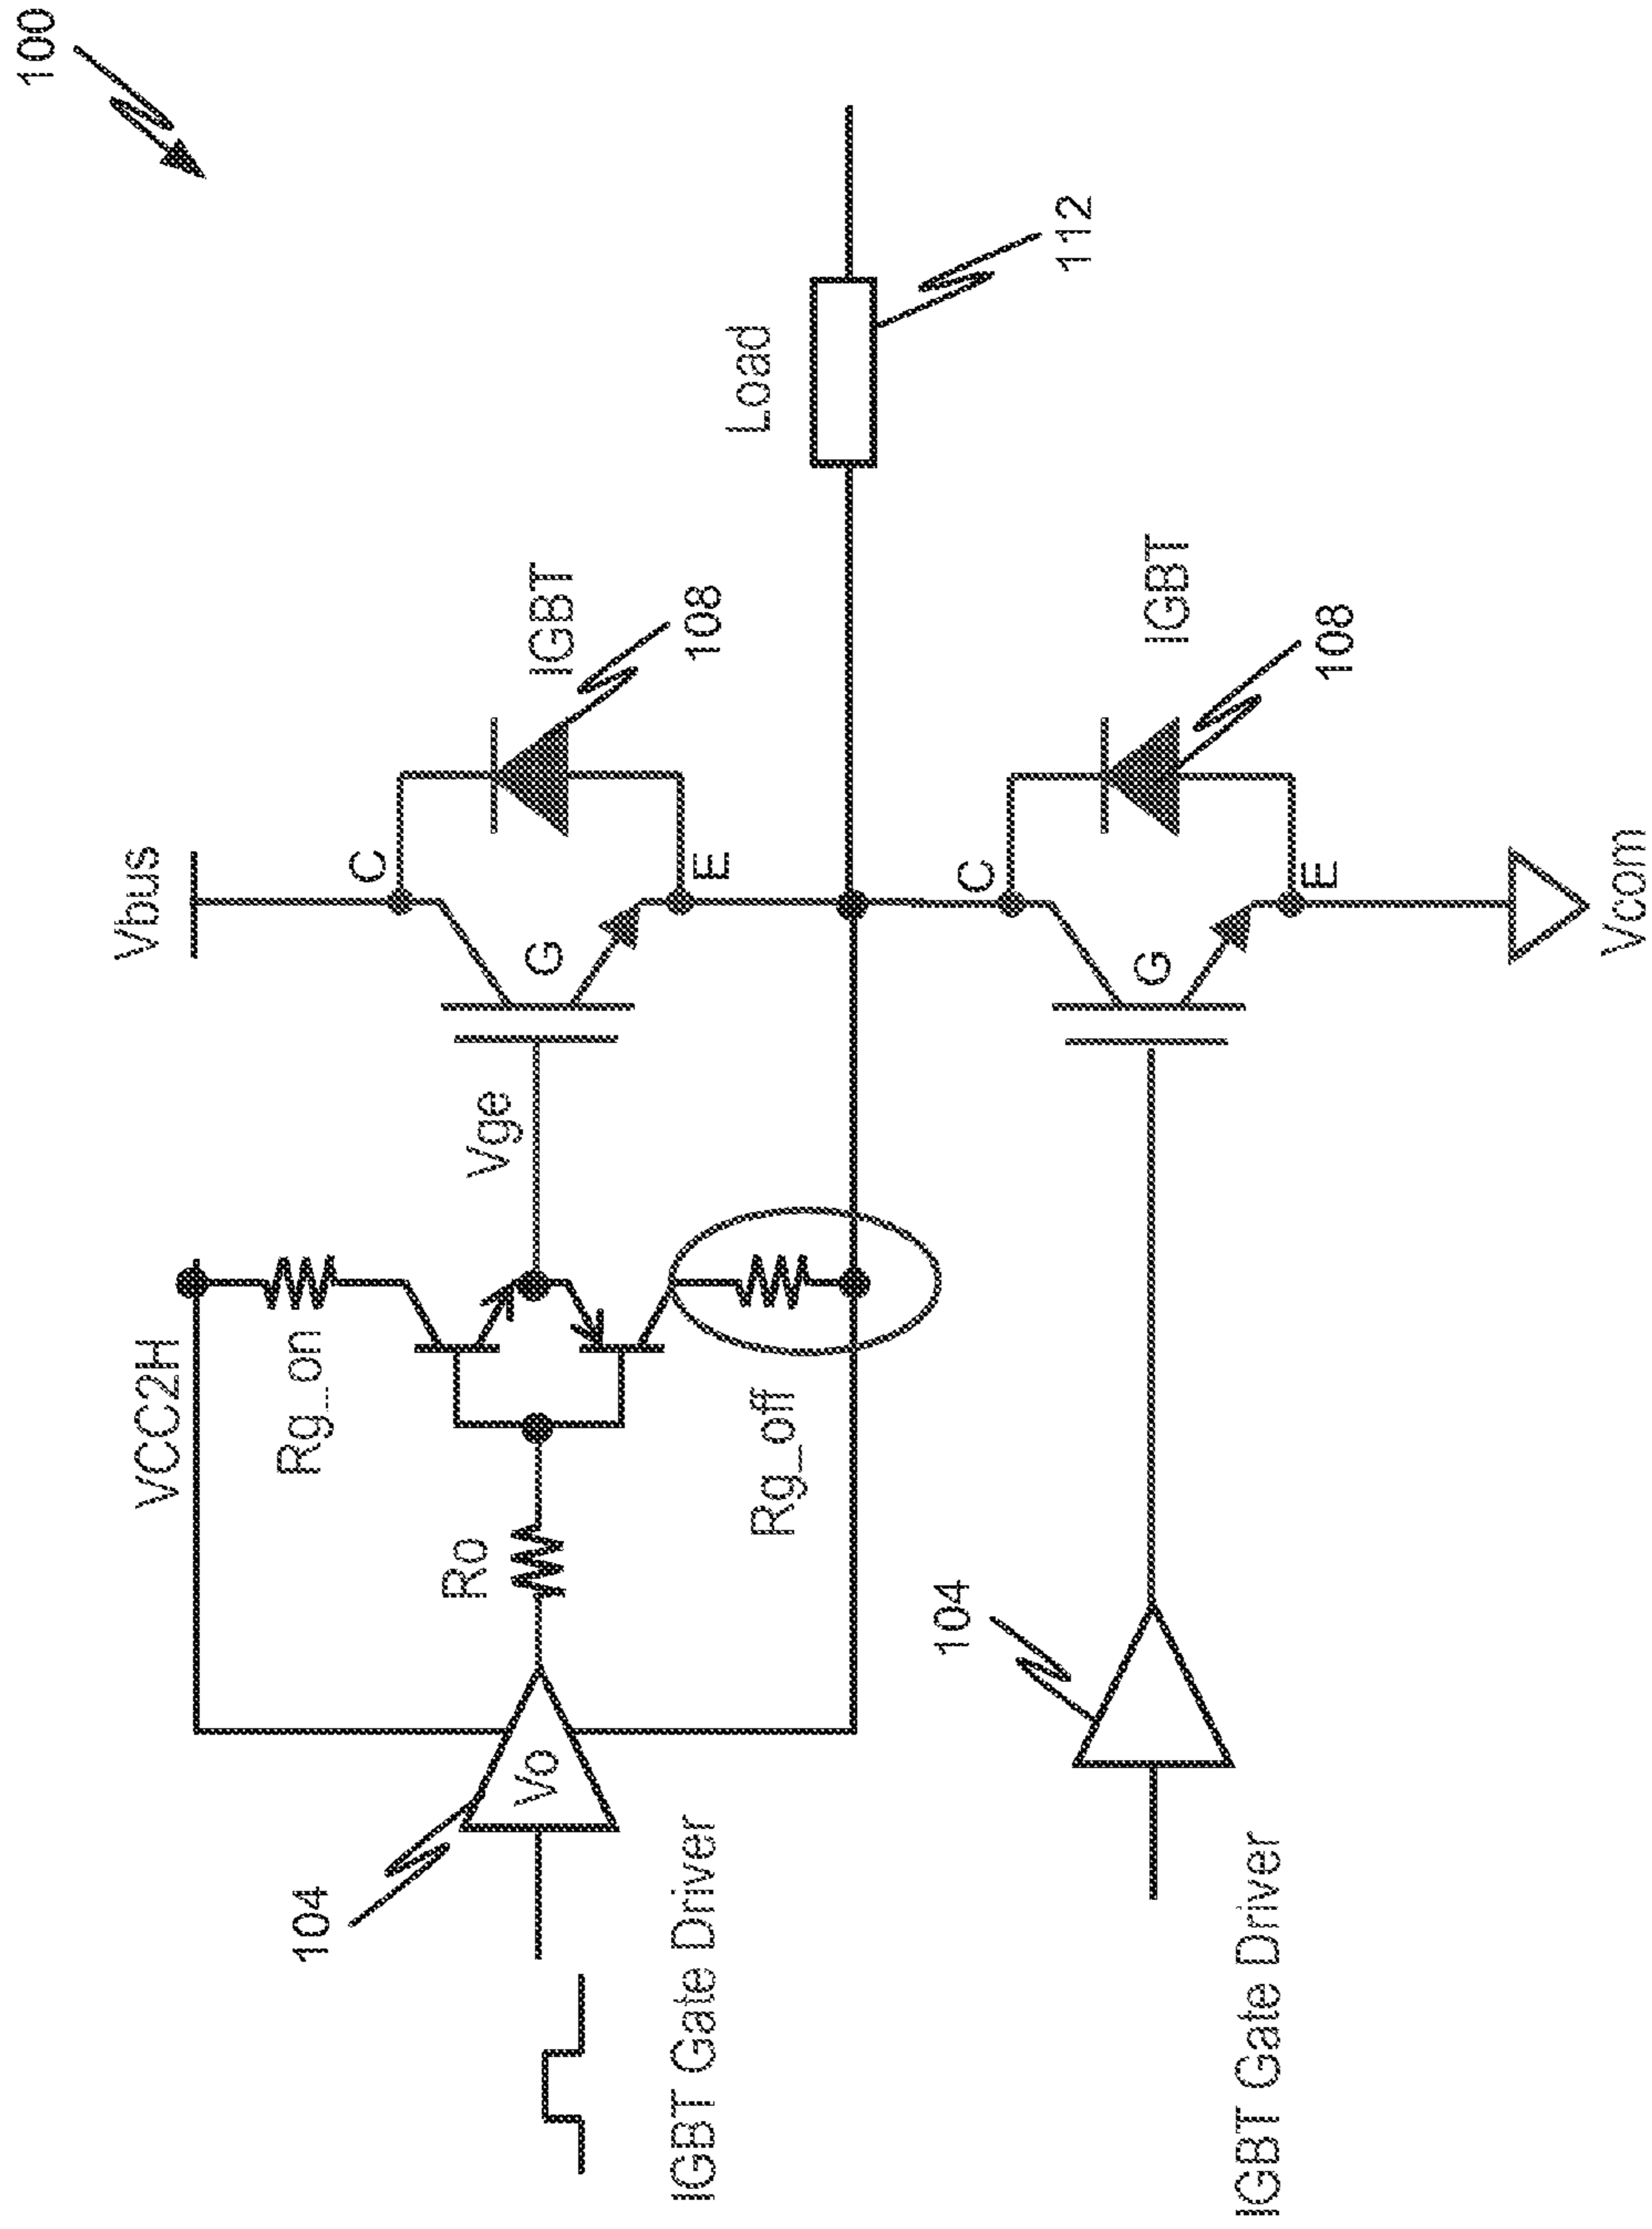 100
Vbus
VCC2H
Rg_on
C
IGBT
108
Vge
G
E
Ro
104
Vo
Rg_off
Load
112
IGBT Gate Driver
104
C
IGBT
108
G
E
IGBT Gate Driver
Vcom